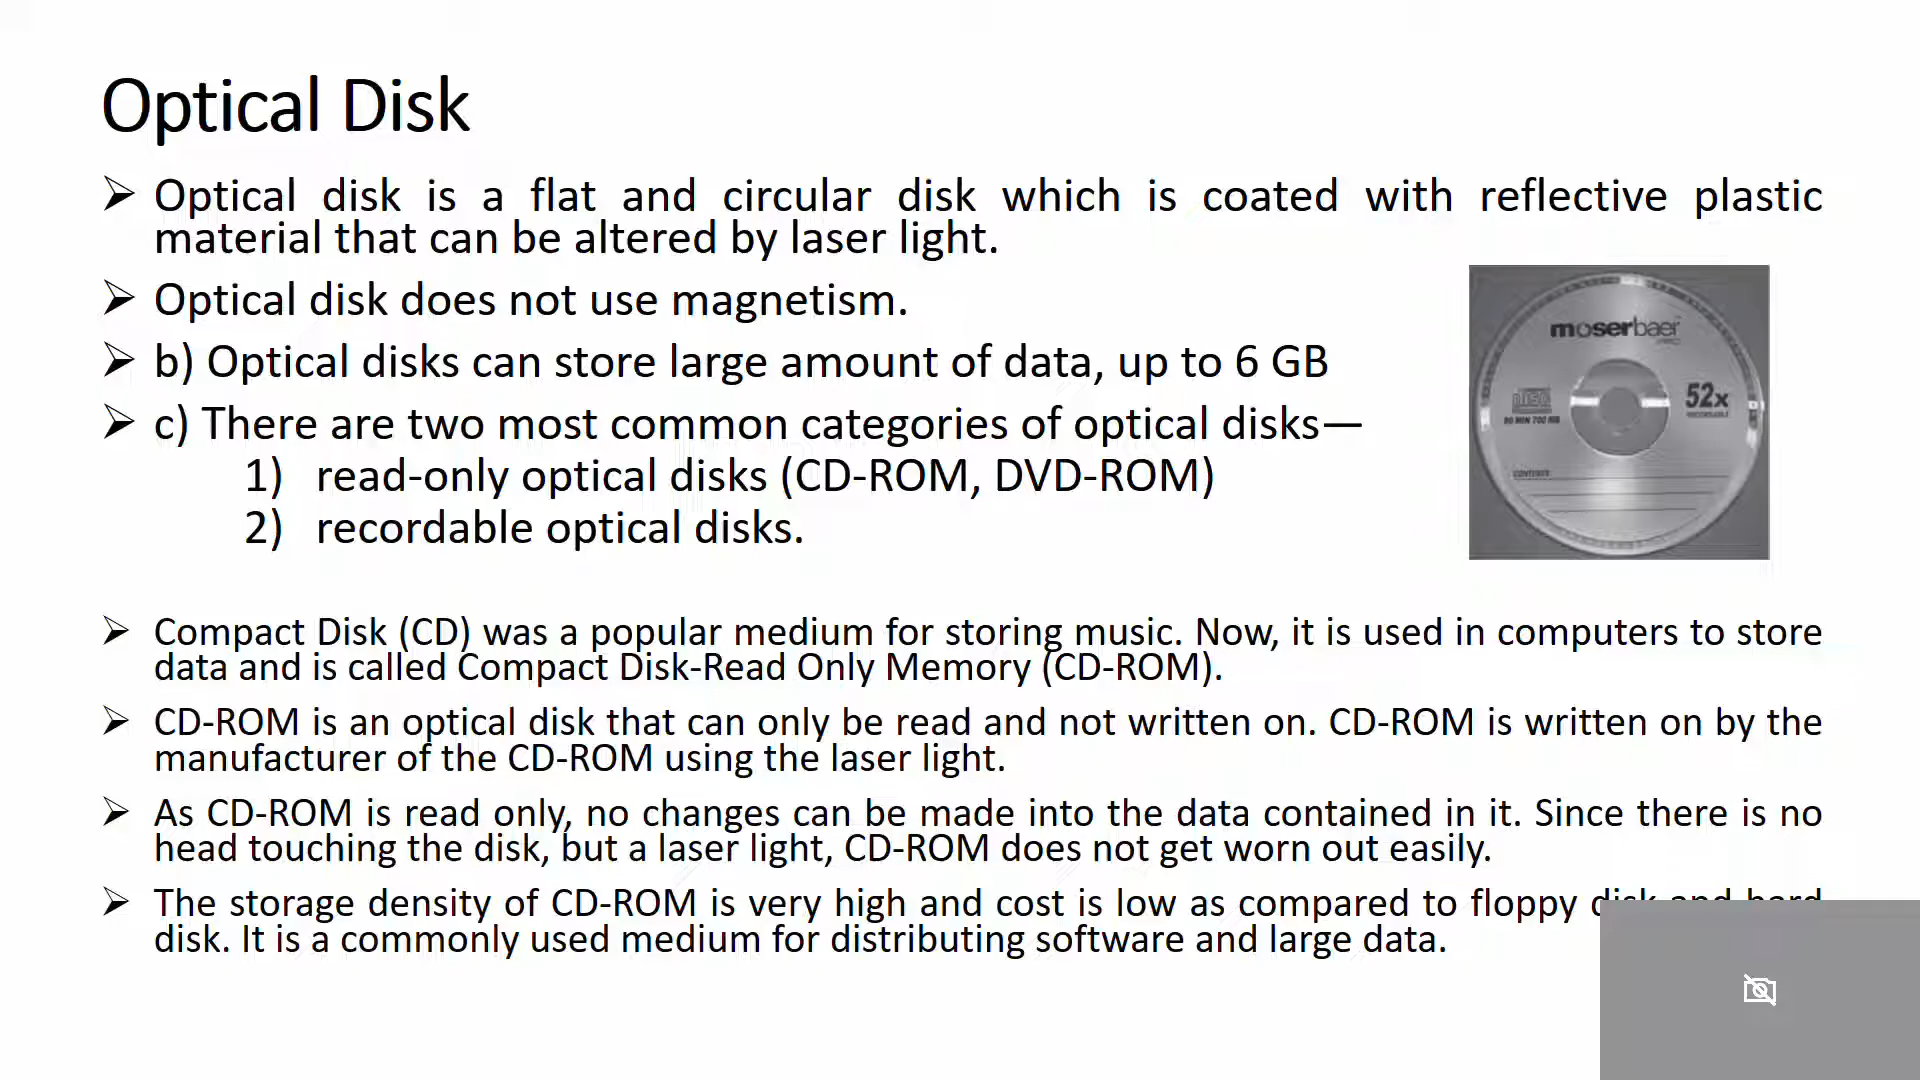 Optical Disk
➢ Optical disk is a flat and circular disk which is coated with reflective plastic
material that can be altered by laser light.
➢ Optical disk does not use magnetism.
➢ b) Optical disks can store large amount of data, up to 6 GB
➢ c) There are two most common categories of optical disks—
1) read-only optical disks (CD-ROM, DVD-ROM)
2) recordable optical disks.
moserbaer
PRO
52x
80 MIN 700 MB
➢ Compact Disk (CD) was a popular medium for storing music. Now, it is used in computers to store
data and is called Compact Disk-Read Only Memory (CD-ROM).
➢ CD-ROM is an optical disk that can only be read and not written on. CD-ROM is written on by the
manufacturer of the CD-ROM using the laser light.
➢ As CD-ROM is read only, no changes can be made into the data contained in it. Since there is no
head touching the disk, but a laser light, CD-ROM does not get worn out easily.
➢ The storage density of CD-ROM is very high and cost is low as compared to floppy disk and hard
disk. It is a commonly used medium for distributing software and large data.